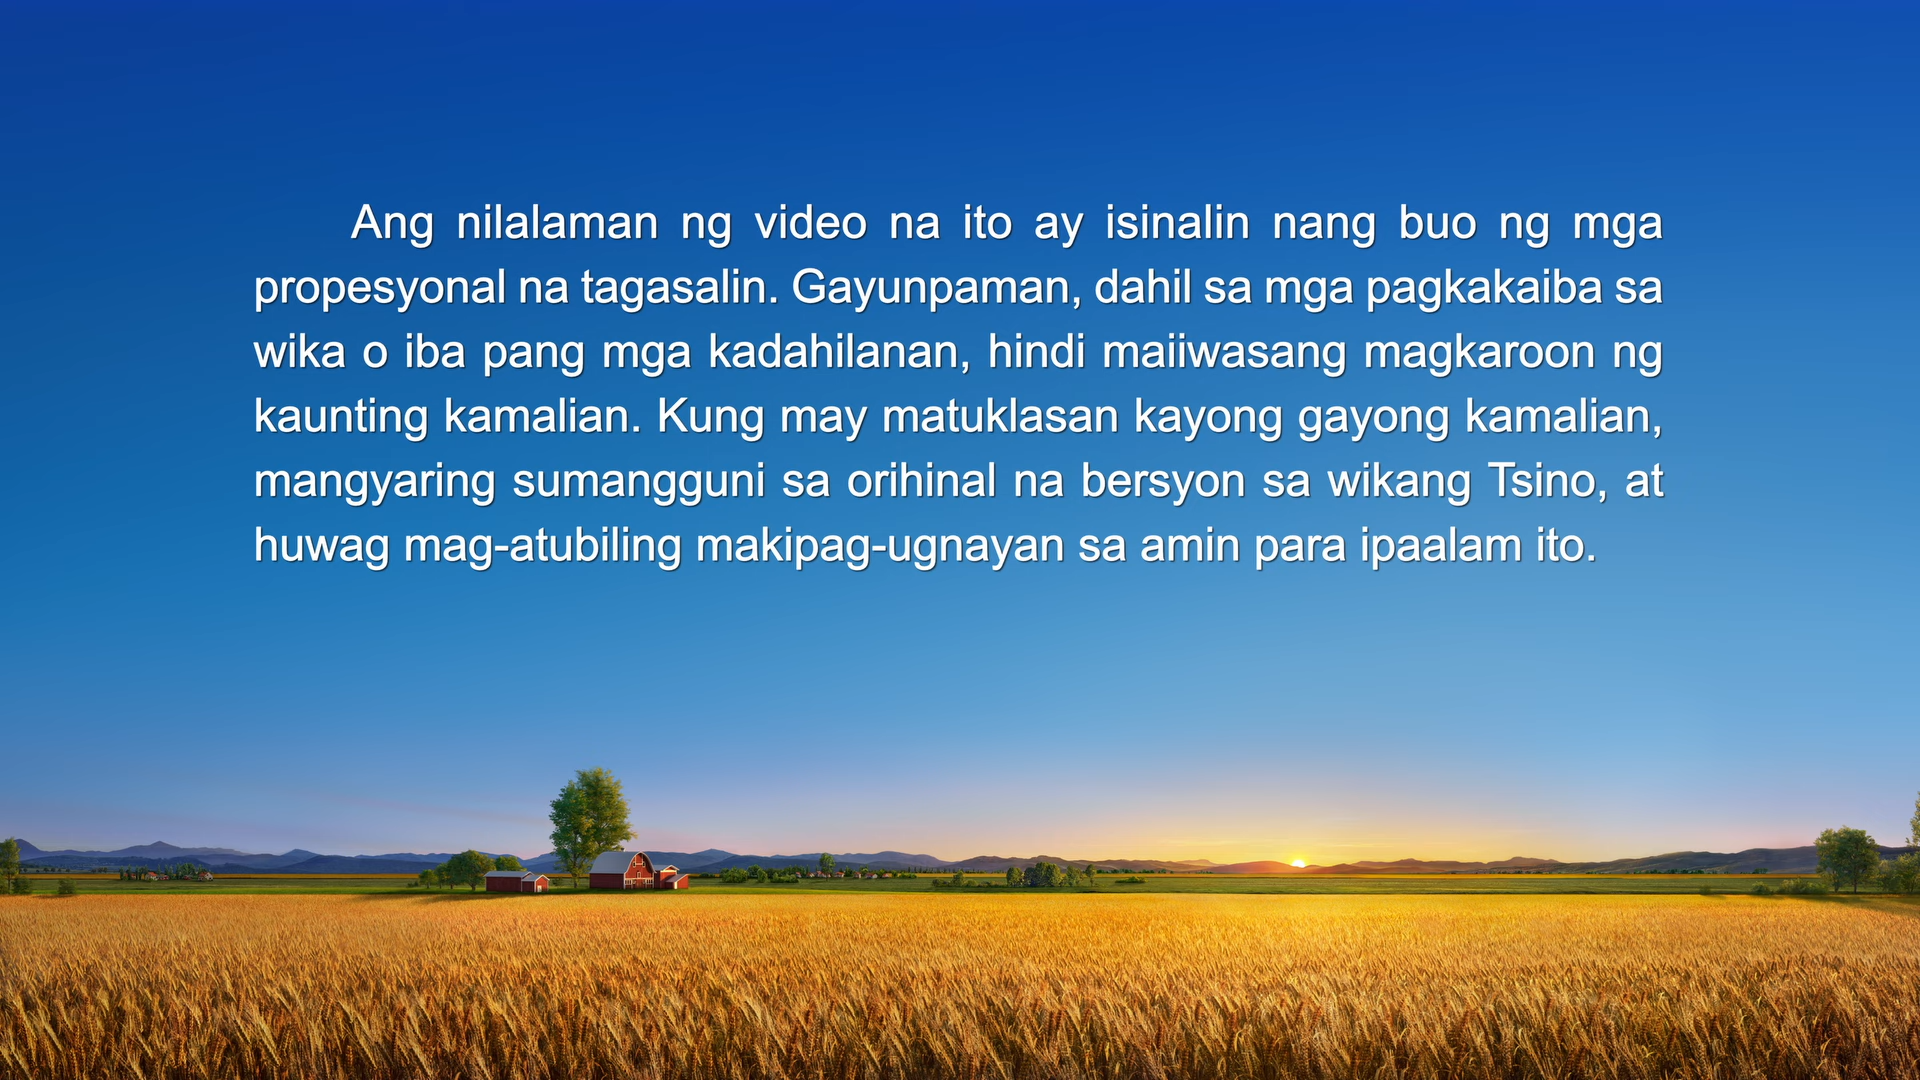 Ang nilalaman ng video na ito ay isinalin nang buo ng mga
propesyonal na tagasalin. Gayunpaman, dahil sa mga pagkakaiba sa
wika o iba pang mga kadahilanan, hindi maiiwasang magkaroon ng
kaunting kamalian. Kung may matuklasan kayong gayong kamalian,
mangyaring sumangguni sa orihinal na bersyon sa wikang Tsino, at
huwag mag-atubiling makipag-ugnayan sa amin para ipaalam ito.